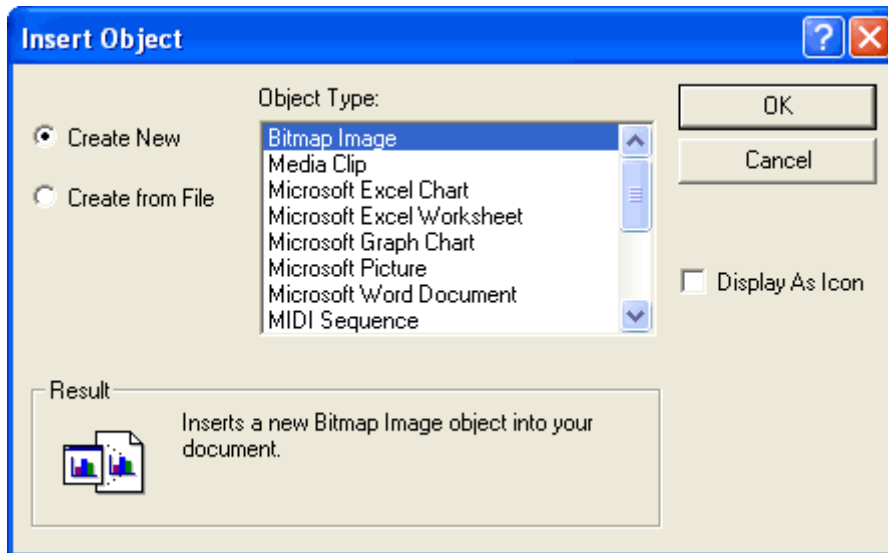 Insert Object
Object Type:
Create New
Create from File
Bitmap Image
Media Clip
Microsoft Excel Chart
Microsoft Excel Worksheet
Microsoft Graph Chart
Microsoft Picture
Microsoft Word Document
MIDI Sequence
OK
Cancel
Display As Icon
Result
Inserts a new Bitmap Image object into your
document.